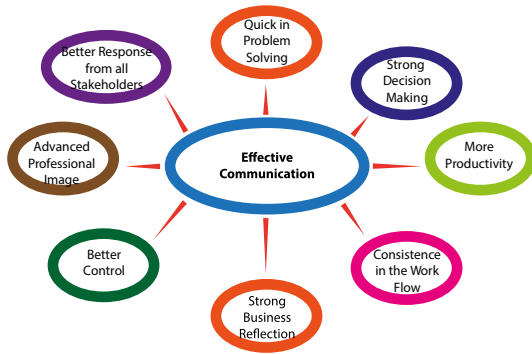 Quick in
Problem
Solving
Better Response
from all
Stakeholders
Strong
Decision
Making
Advanced
Professional
Image
Effective
Communication
More
Productivity
Better
Control
Consistence
in the Work
Flow
Strong
Business
Reflection